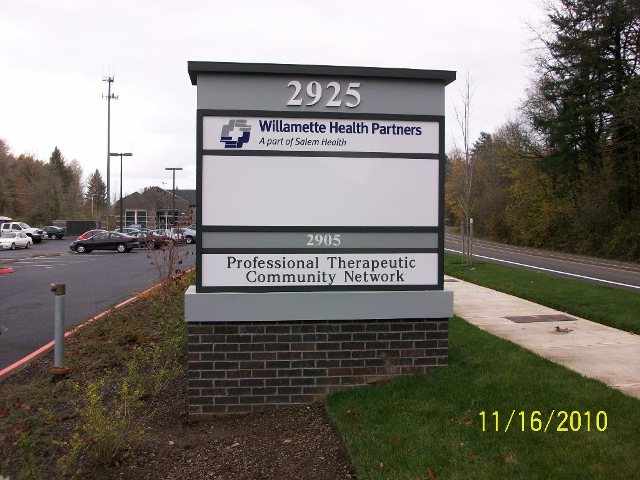 2925
Willamette Health Partners
A part of Salem Health
2905
Professional Therapeutic
Community Network
11/16/2010